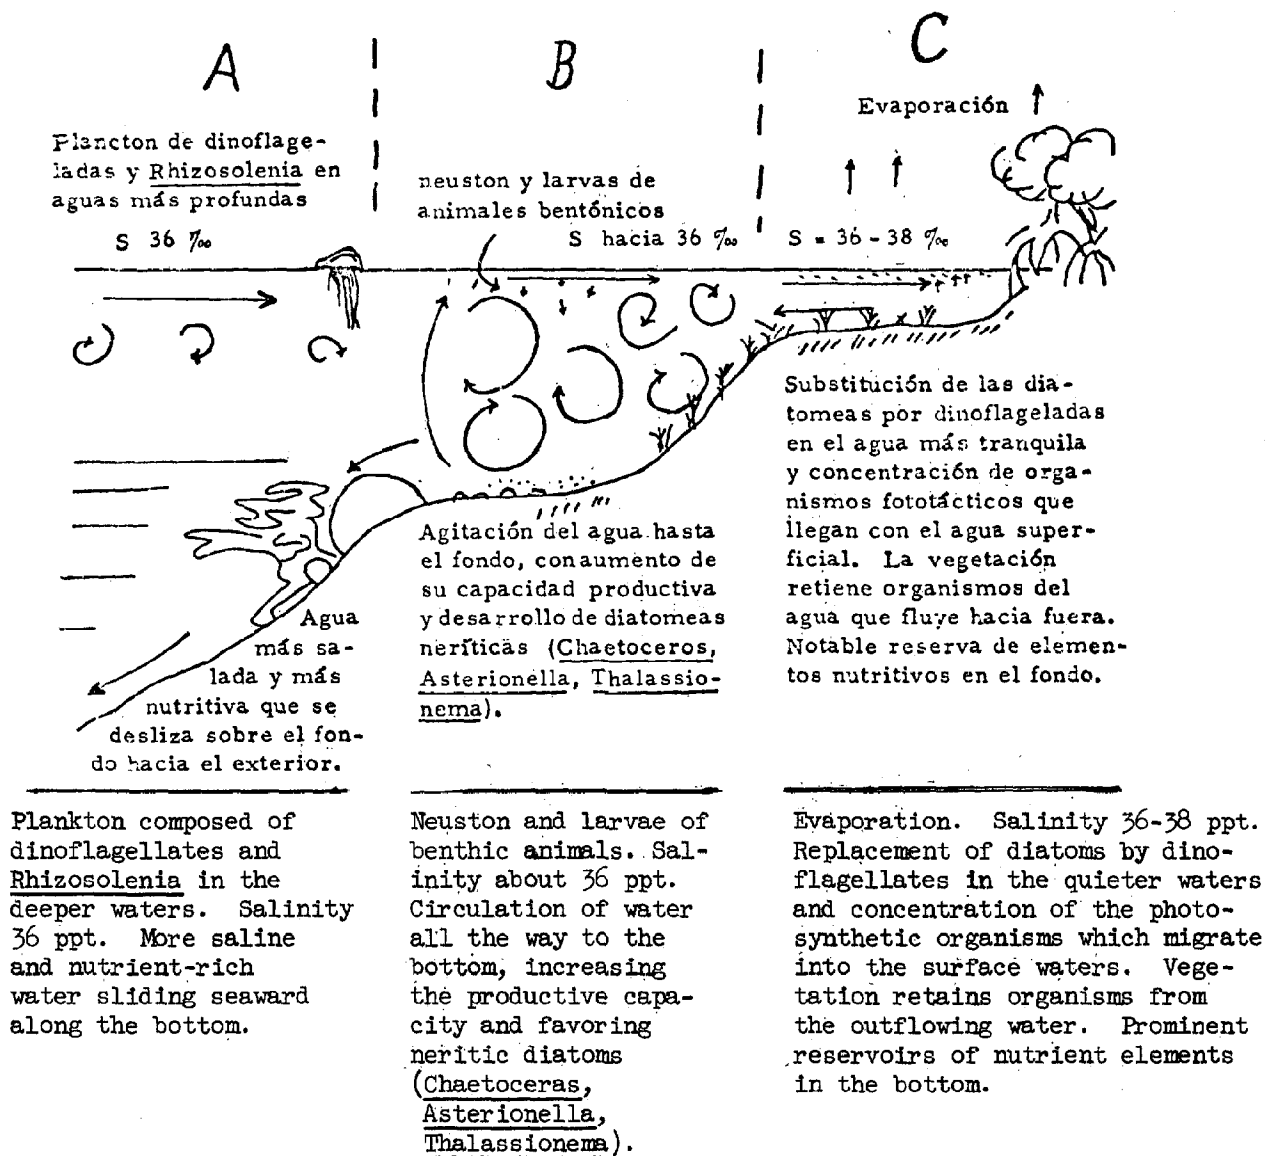 A
B
C
Evaporación
Plancton de dinoflage-
ladas y Rhizosolenia en
aguas más profundas
S 36 ‰
neuston y larvas de
animales bentónicos
S hacia 36 ‰
S = 36 - 38 ‰
Agua
más sa-
lada y más
nutritiva que se
desliza sobre el fon-
do hacia el exterior.
Agitación del agua hasta
el fondo, con aumento de
su capacidad productiva
y desarrollo de diatomeas
neríticas (Chaetoceros,
Asterionella, Thalassio-
nema).
Substitución de las dia-
tomeas por dinoflageladas
en el agua más tranquila
y concentración de orga-
nismos fototácticos que
llegan con el agua super-
ficial. La vegetación
retiene organismos del
agua que fluye hacia fuera.
Notable reserva de elemen-
tos nutritivos en el fondo.
Plankton composed of
dinoflagellates and
Rhizosolenia in the
deeper waters. Salinity
36 ppt. More saline
and nutrient-rich
water sliding seaward
along the bottom.
Neuston and larvae of
benthic animals. Sal-
inity about 36 ppt.
Circulation of water
all the way to the
bottom, increasing
the productive capa-
city and favoring
neritic diatoms
(Chaetoceras,
Asterionella,
Thalassionema).
Evaporation. Salinity 36-38 ppt.
Replacement of diatoms by dino-
flagellates in the quieter waters
and concentration of the photo-
synthetic organisms which migrate
into the surface waters. Vege-
tation retains organisms from
the outflowing water. Prominent
reservoirs of nutrient elements
in the bottom.